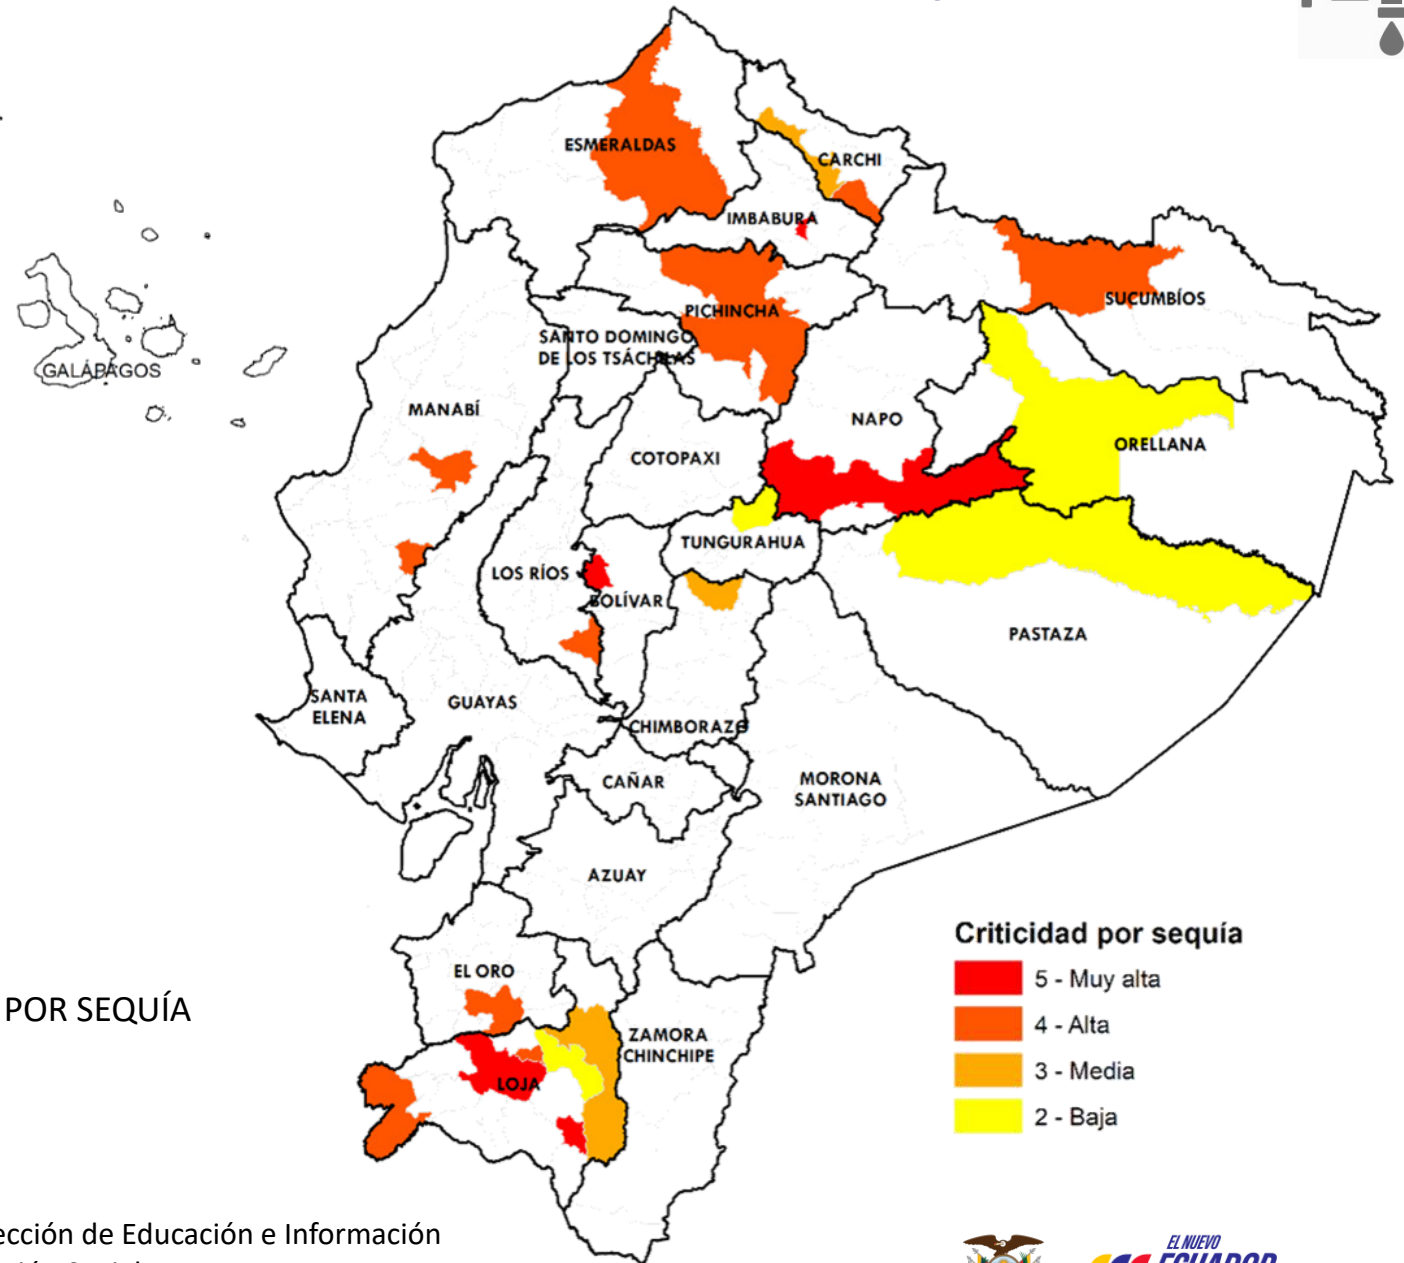 ESMERALDAS
CARCHI
IMBABURA
SUCUMBÍOS
PICHINCHA
SANTO DOMINGO
DE LOS TSÁCHILAS
GALÁPAGOS
MANABÍ
NAPO
ORELLANA
COTOPAXI
TUNGURAHUA
LOS RÍOS
BOLÍVAR
PASTAZA
SANTA
ELENA
GUAYAS
CHIMBORAZO
CAÑAR
MORONA
SANTIAGO
AZUAY
EL ORO
ZAMORA
CHINCHIPE
LOJA
Criticidad por sequía
5 - Muy alta
4 - Alta
3 - Media
2 - Baja
POR SEQUÍA
ección de Educación e Información
EL NUEVO
ECUADOR